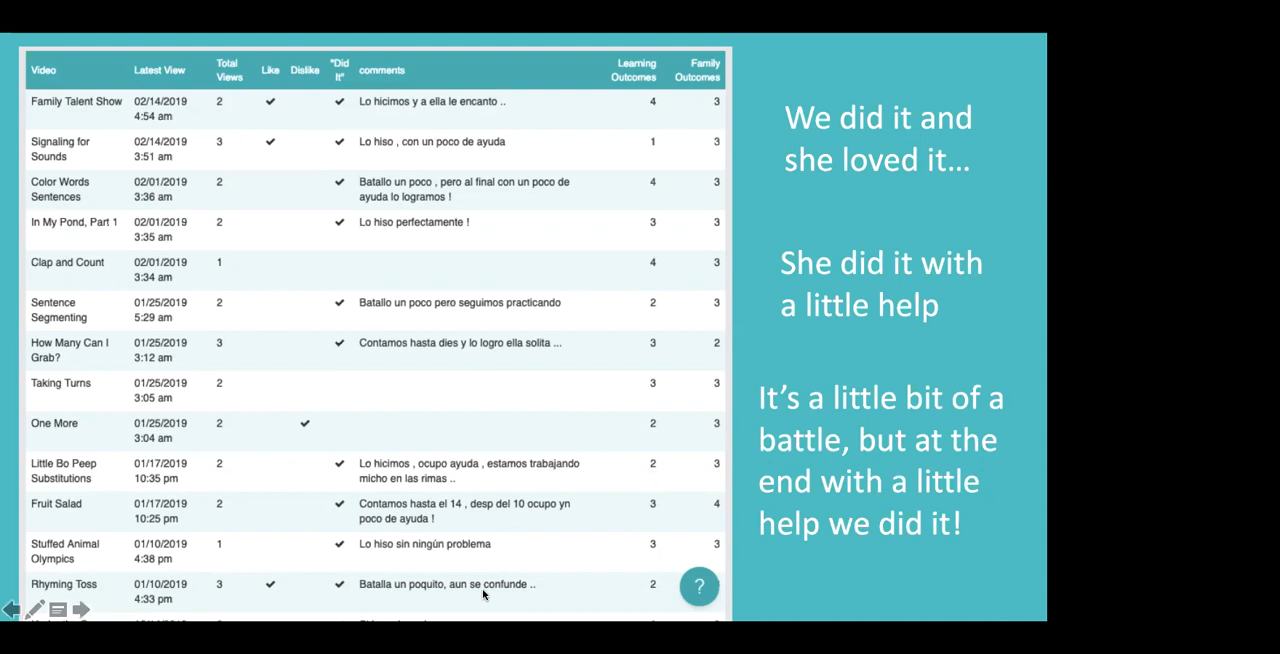 Video Latest View Total Views Like Dislike "Did It" comments Learning Outcomes Family Outcomes
Family Talent Show 02/14/2019 4:54 am 2 ✓ ✓ Lo hicimos y a ella le encanto .. 4 3
Signaling for Sounds 02/14/2019 3:51 am 3 ✓ ✓ Lo hiso , con un poco de ayuda 1 3
Color Words Sentences 02/01/2019 3:36 am 2 ✓ Batallo un poco , pero al final con un poco de ayuda lo logramos ! 4 3
In My Pond, Part 1 02/01/2019 3:35 am 2 ✓ Lo hiso perfectamente ! 3 3
Clap and Count 02/01/2019 3:34 am 1 4 3
Sentence Segmenting 01/25/2019 5:29 am 2 ✓ Batallo un poco pero seguimos practicando 2 3
How Many Can I Grab? 01/25/2019 3:12 am 3 ✓ Contamos hasta dies y lo logro ella solita ... 3 2
Taking Turns 01/25/2019 3:05 am 2 3 3
One More 01/25/2019 3:04 am 2 ✓ 2 3
Little Bo Peep Substitutions 01/17/2019 10:35 pm 2 ✓ Lo hicimos , ocupo ayuda , estamos trabajando micho en las rimas .. 2 3
Fruit Salad 01/17/2019 10:25 pm 2 ✓ Contamos hasta el 14 , desp del 10 ocupo yn poco de ayuda ! 3 4
Stuffed Animal Olympics 01/10/2019 4:38 pm 1 ✓ Lo hiso sin ningún problema 3 3
Rhyming Toss 01/10/2019 4:33 pm 3 ✓ ✓ Batalla un poquito, aun se confunde .. 2
?
We did it and
she loved it...
She did it with
a little help
It's a little bit of a
battle, but at the
end with a little
help we did it!